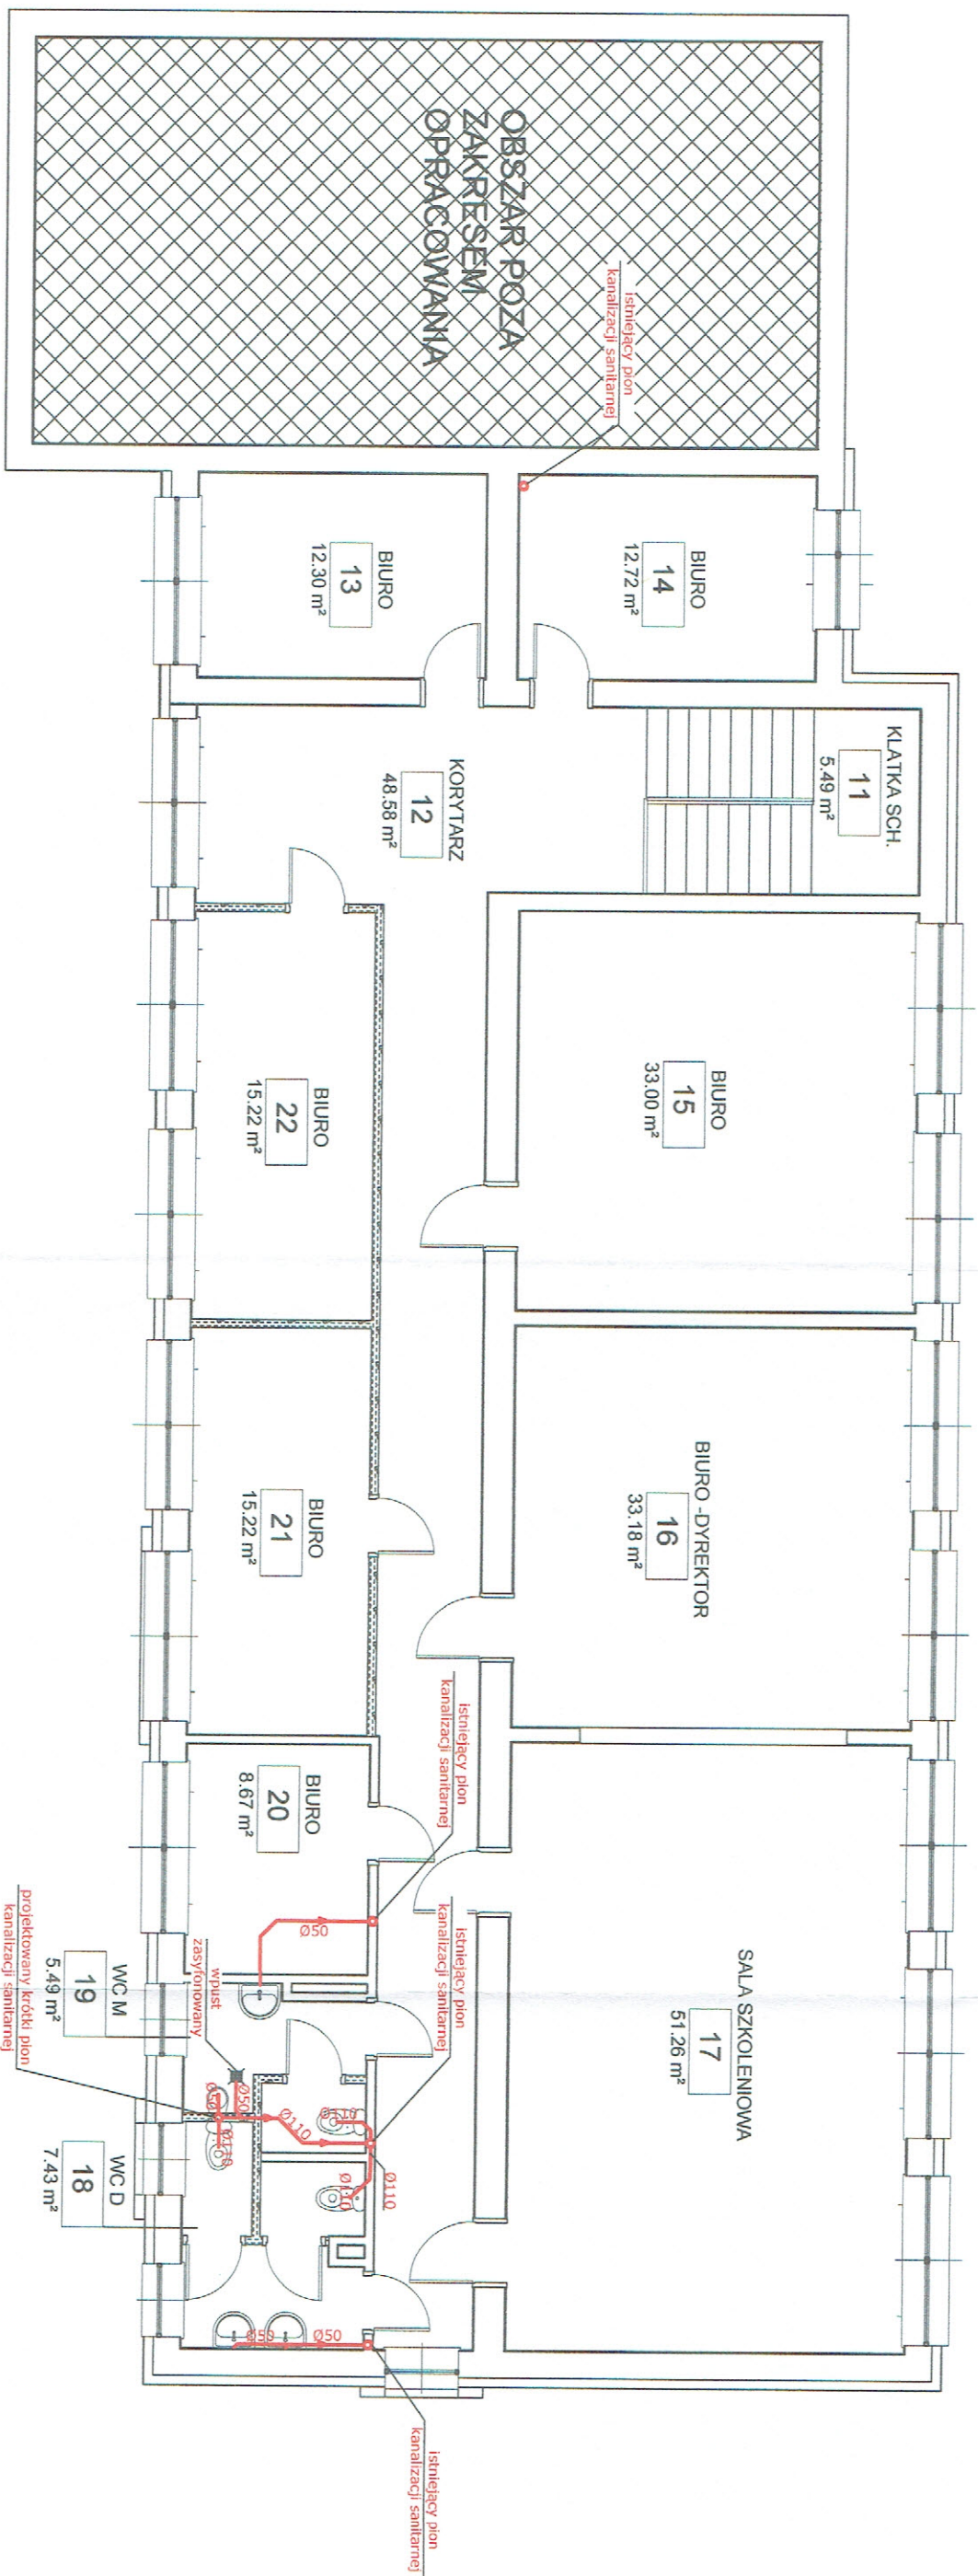 OBSZAR POZA
ZAKRESEM
OPRACOWANIA
istniejący pion
kanalizacji sanitarnej
BIURO
14
12.72 m²
BIURO
13
12.30 m²
KLATKA SCH.
11
5.49 m²
KORYTARZ
12
48.58 m²
BIURO
15
33.00 m²
BIURO
22
15.22 m²
BIURO -DYREKTOR
16
33.18 m²
BIURO
21
15.22 m²
istniejący pion
kanalizacji sanitarnej
BIURO
20
8.67 m²
SALA SZKOLENIOWA
17
51.26 m²
istniejący pion
kanalizacji sanitarnej
Ø50
wpust
zasyfonowany
projektowany krótki pion
kanalizacji sanitarnej
WC M
19
5.49 m²
Ø50
Ø50
Ø110
Ø110
Ø110
Ø110
Ø110
WC D
18
7.43 m²
Ø50
Ø50
istniejący pion
kanalizacji sanitarnej